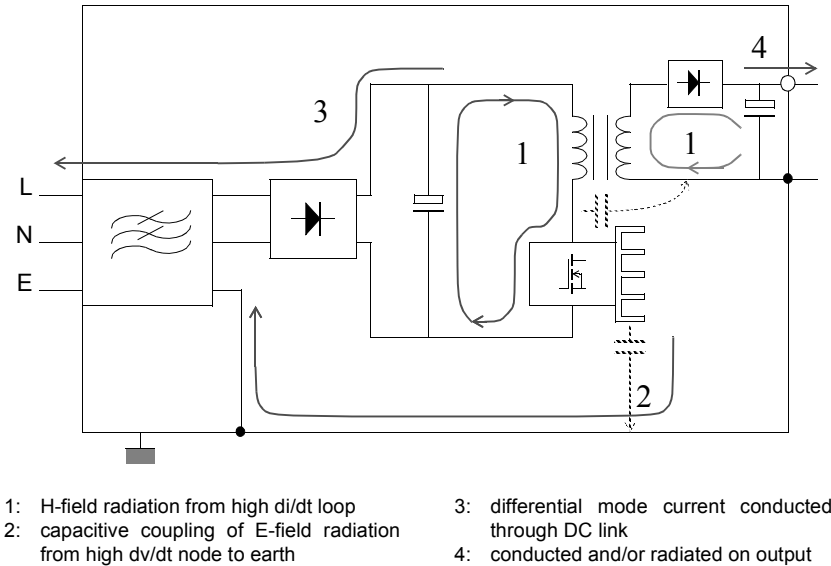 4
3
1
1
L
N
E
2
1: H-field radiation from high di/dt loop
2: capacitive coupling of E-field radiation
from high dv/dt node to earth
3: differential mode current conducted
through DC link
4: conducted and/or radiated on output